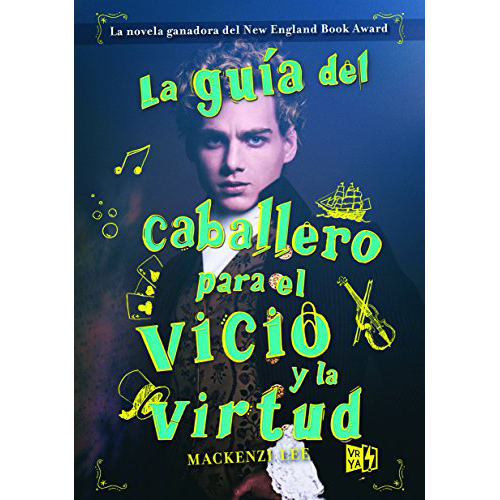 La novela ganadora del New England Book Award
La guía del
caballero
para el
vicio
y la
virtud
MACKENZI LEE
VR
YA